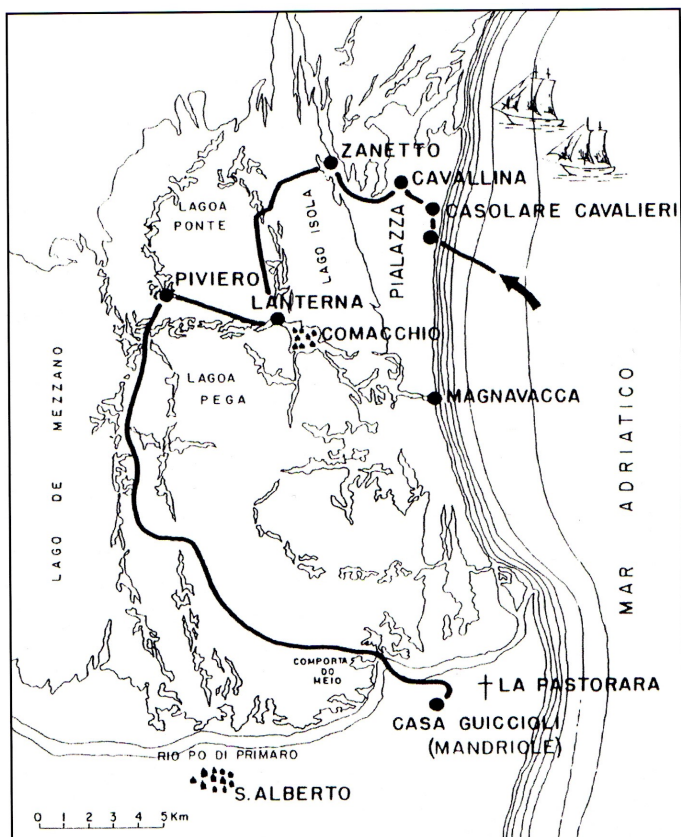 ZANETTO
CAVALLINA
LAGOA
PONTE
CASOLARE CAVALIERI
LAGO ISOLA
PIALAZZA
PIVIERO
LANTERNA
COMACCHIO
LAGOA
PEGA
MAGNAVACCA
LAGO DE MEZZANO
MAR ADRIATICO
COMPORTA
DO
MEIO
LA PASTORARA
CASA GUICCIOLI
(MANDRIOLE)
RIO PO DI PRIMARO
S. ALBERTO
0 1 2 3 4 5 Km